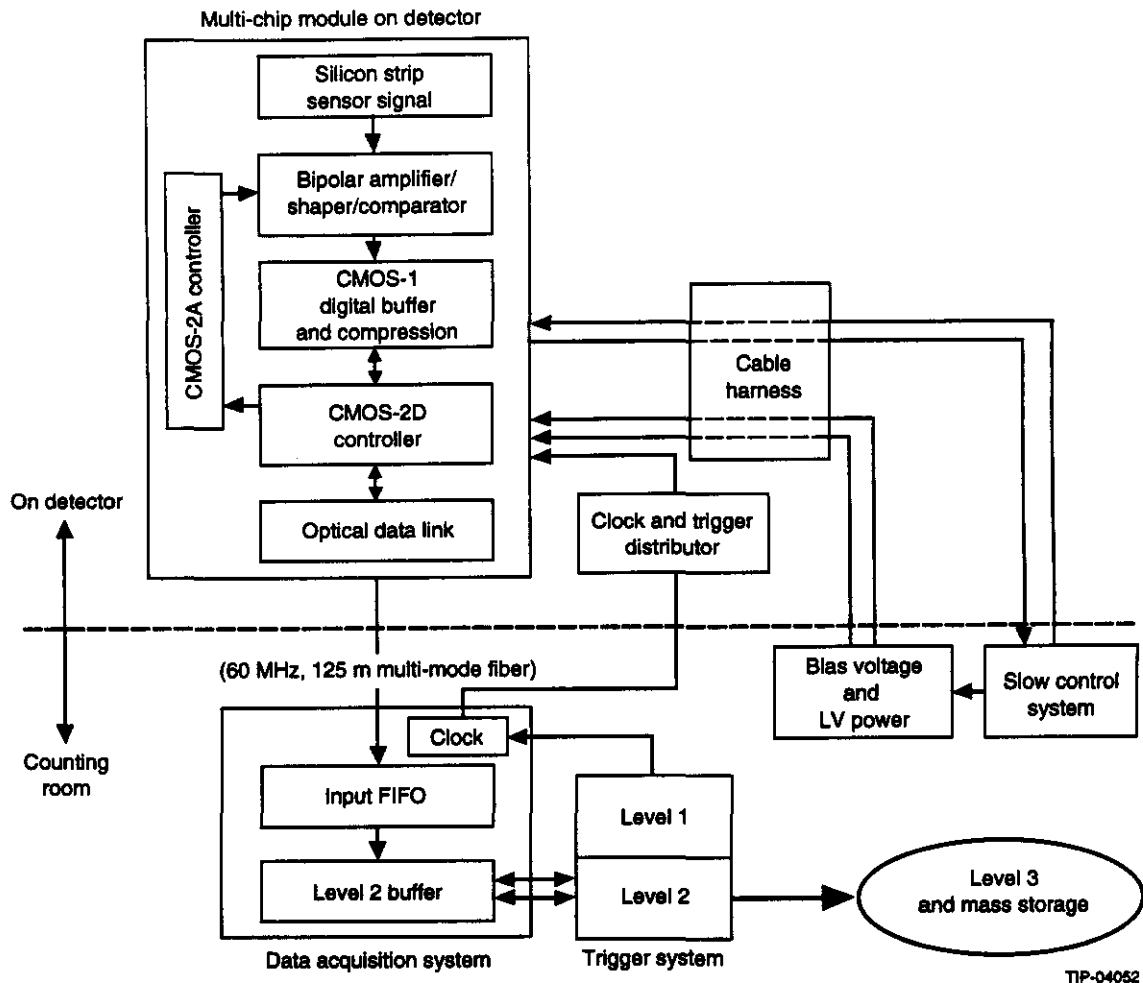 Multi-chip module on detector
Silicon strip
sensor signal
Bipolar amplifier/
shaper/comparator
CMOS-2A controller
CMOS-1
digital buffer
and compression
CMOS-2D
controller
Optical data link
Cable
harness
Clock and trigger
distributor
On detector
Counting
room
(60 MHz, 125 m multi-mode fiber)
Bias voltage
and
LV power
Slow control
system
Clock
Input FIFO
Level 2 buffer
Data acquisition system
Level 1
Level 2
Trigger system
Level 3
and mass storage
TIP-04052